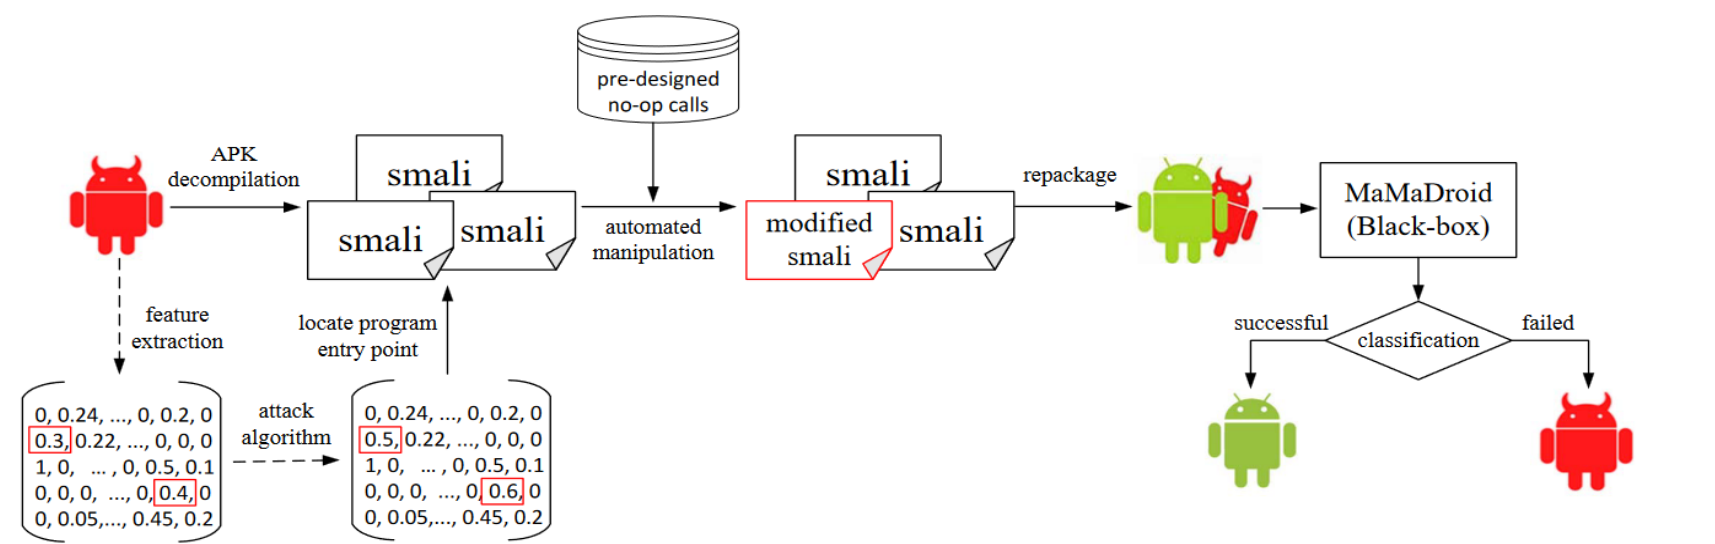 pre-designed
no-op calls
APK
decompilation
smali
smali
smali
automated
manipulation
smali
modified
smali
smali
repackage
MaMaDroid
(Black-box)
feature
extraction
locate program
entry point
successful
classification
failed
0, 0.24, ..., 0, 0.2, 0
0.3, 0.22, ..., 0, 0, 0
1, 0, ... , 0, 0.5, 0.1
0, 0, 0, ..., 0, 0.4, 0
0, 0.05,..., 0.45, 0.2
attack
algorithm
0, 0.24, ..., 0, 0.2, 0
0.5, 0.22, ..., 0, 0, 0
1, 0, ... , 0, 0.5, 0.1
0, 0, 0, ..., 0, 0.6, 0
0, 0.05,..., 0.45, 0.2